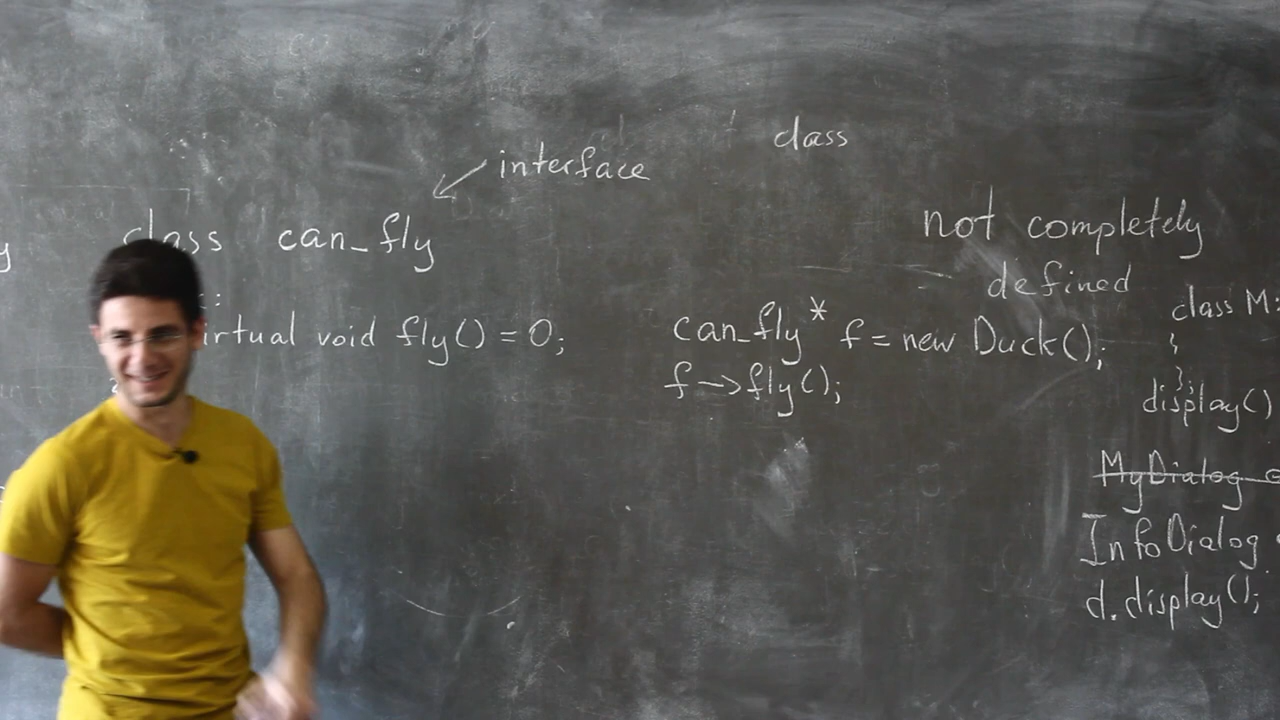 class
interface
class can_fly
irtual void fly() = 0;
not completely
defined
can_fly* f = new Duck();
f->fly();
class M:
{
};
display()
MyDialog
InfoDialog
d.display();